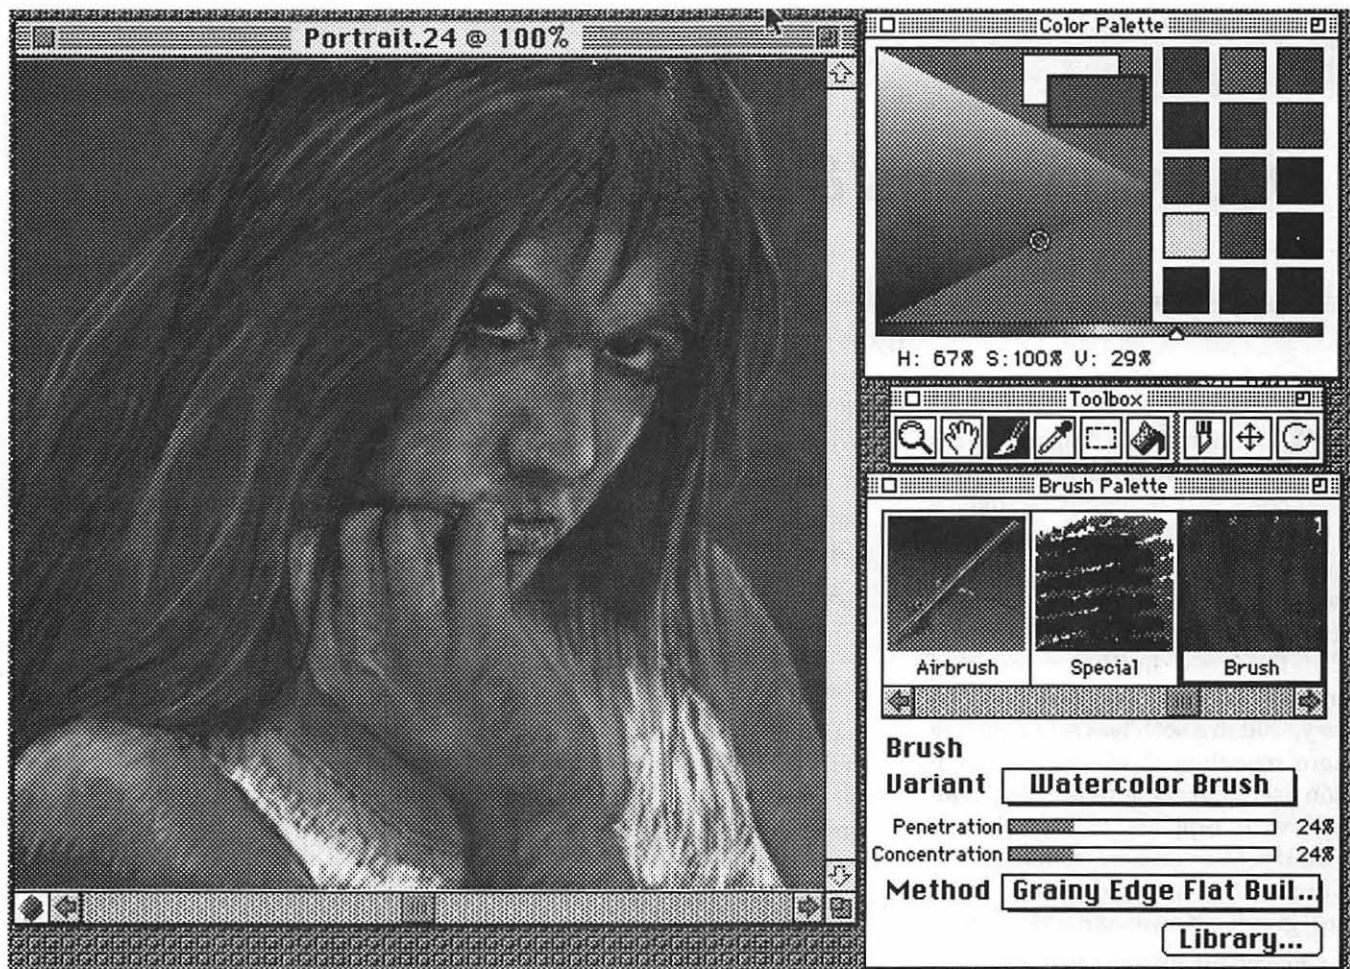 Portrait.24 @ 100%
Color Palette
H: 67% S:100% V: 29%
Toolbox
Brush Palette
Airbrush
Special
Brush
Brush
Variant
Watercolor Brush
Penetration
24%
Concentration
24%
Method
Grainy Edge Flat Buil...
Library...